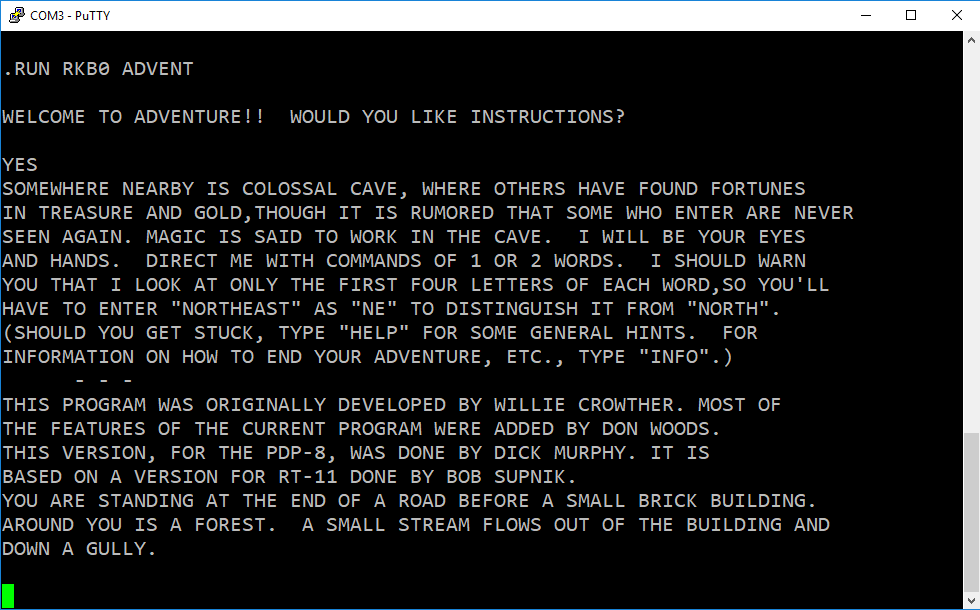 COM3 - PuTTY
.RUN RKB0 ADVENT
WELCOME TO ADVENTURE!!  WOULD YOU LIKE INSTRUCTIONS?
YES
SOMEWHERE NEARBY IS COLOSSAL CAVE, WHERE OTHERS HAVE FOUND FORTUNES
IN TREASURE AND GOLD,THOUGH IT IS RUMORED THAT SOME WHO ENTER ARE NEVER
SEEN AGAIN. MAGIC IS SAID TO WORK IN THE CAVE.  I WILL BE YOUR EYES
AND HANDS.  DIRECT ME WITH COMMANDS OF 1 OR 2 WORDS.  I SHOULD WARN
YOU THAT I LOOK AT ONLY THE FIRST FOUR LETTERS OF EACH WORD,SO YOU'LL
HAVE TO ENTER "NORTHEAST" AS "NE" TO DISTINGUISH IT FROM "NORTH".
(SHOULD YOU GET STUCK, TYPE "HELP" FOR SOME GENERAL HINTS.  FOR
INFORMATION ON HOW TO END YOUR ADVENTURE, ETC., TYPE "INFO".)
- - -
THIS PROGRAM WAS ORIGINALLY DEVELOPED BY WILLIE CROWTHER. MOST OF
THE FEATURES OF THE CURRENT PROGRAM WERE ADDED BY DON WOODS.
THIS VERSION, FOR THE PDP-8, WAS DONE BY DICK MURPHY. IT IS
BASED ON A VERSION FOR RT-11 DONE BY BOB SUPNIK.
YOU ARE STANDING AT THE END OF A ROAD BEFORE A SMALL BRICK BUILDING.
AROUND YOU IS A FOREST.  A SMALL STREAM FLOWS OUT OF THE BUILDING AND
DOWN A GULLY.